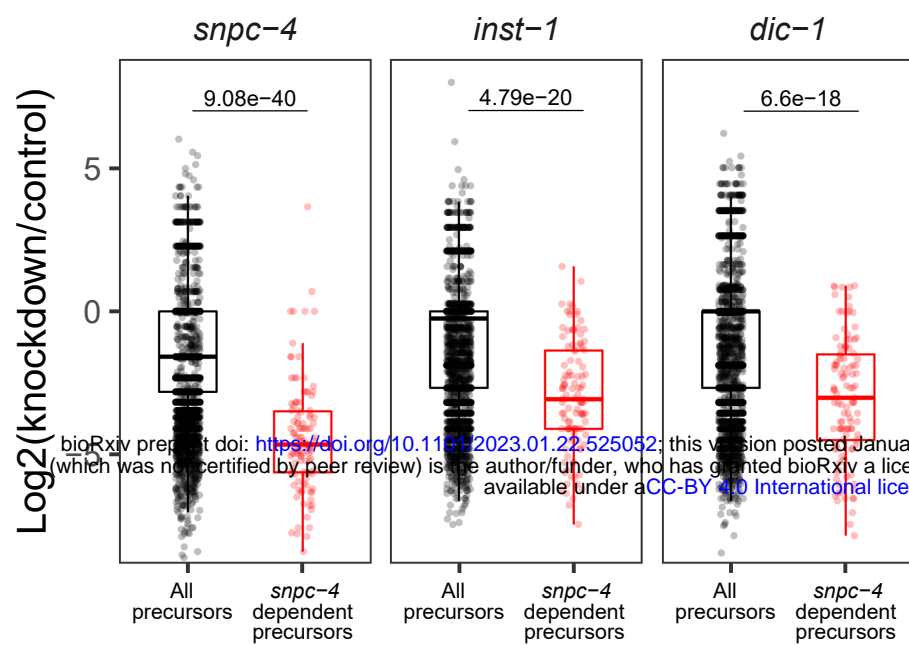 snpc−4 inst−1 dic−1
Log2(knockdown/control)
9.08e−40 4.79e−20 6.6e−18
5
0
−5
bioRxiv preprint doi: https://doi.org/10.1101/2023.01.22.525052; this version posted Janua
(which was not certified by peer review) is the author/funder, who has granted bioRxiv a lice
available under aCC-BY 4.0 International lice
All
precursors
snpc−4
dependent
precursors
All
precursors
snpc−4
dependent
precursors
All
precursors
snpc−4
dependent
precursors